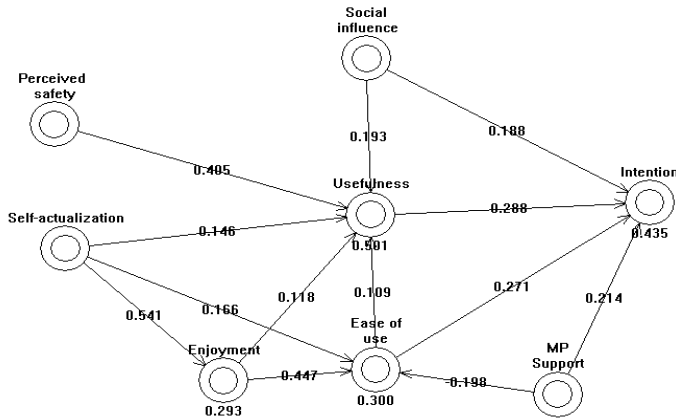 Social
influence
Perceived
safety
0.193
0.188
0.405
Usefulness
Intention
Self-actualization
0.146
0.288
0.501
0.435
0.118
0.109
0.271
0.541
0.166
0.214
Ease of
use
Enjoyment
MP
Support
0.447
0.198
0.293
0.300